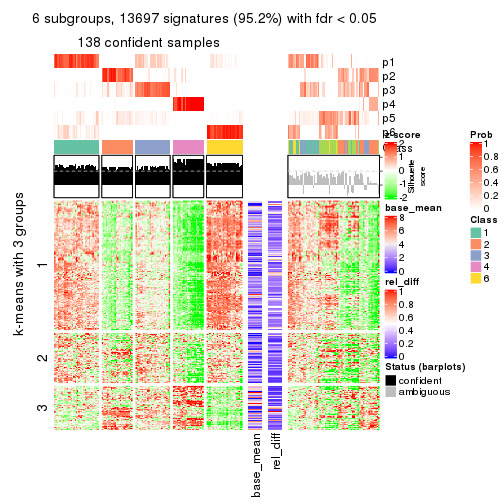 6 subgroups, 13697 signatures (95.2%) with fdr < 0.05
138 confident samples
p1
p2
p3
p4
p5
p6
Class
k-means with 3 groups
1
2
3
Silhouette
score
base_mean
rel_diff
z-score
2
1
0
-1
-2
base_mean
8
6
4
2
0
rel_diff
1
0.8
0.6
0.4
0.2
0
Status (barplots)
confident
ambiguous
Prob
1
0.8
0.6
0.4
0.2
0
Class
1
2
3
4
6